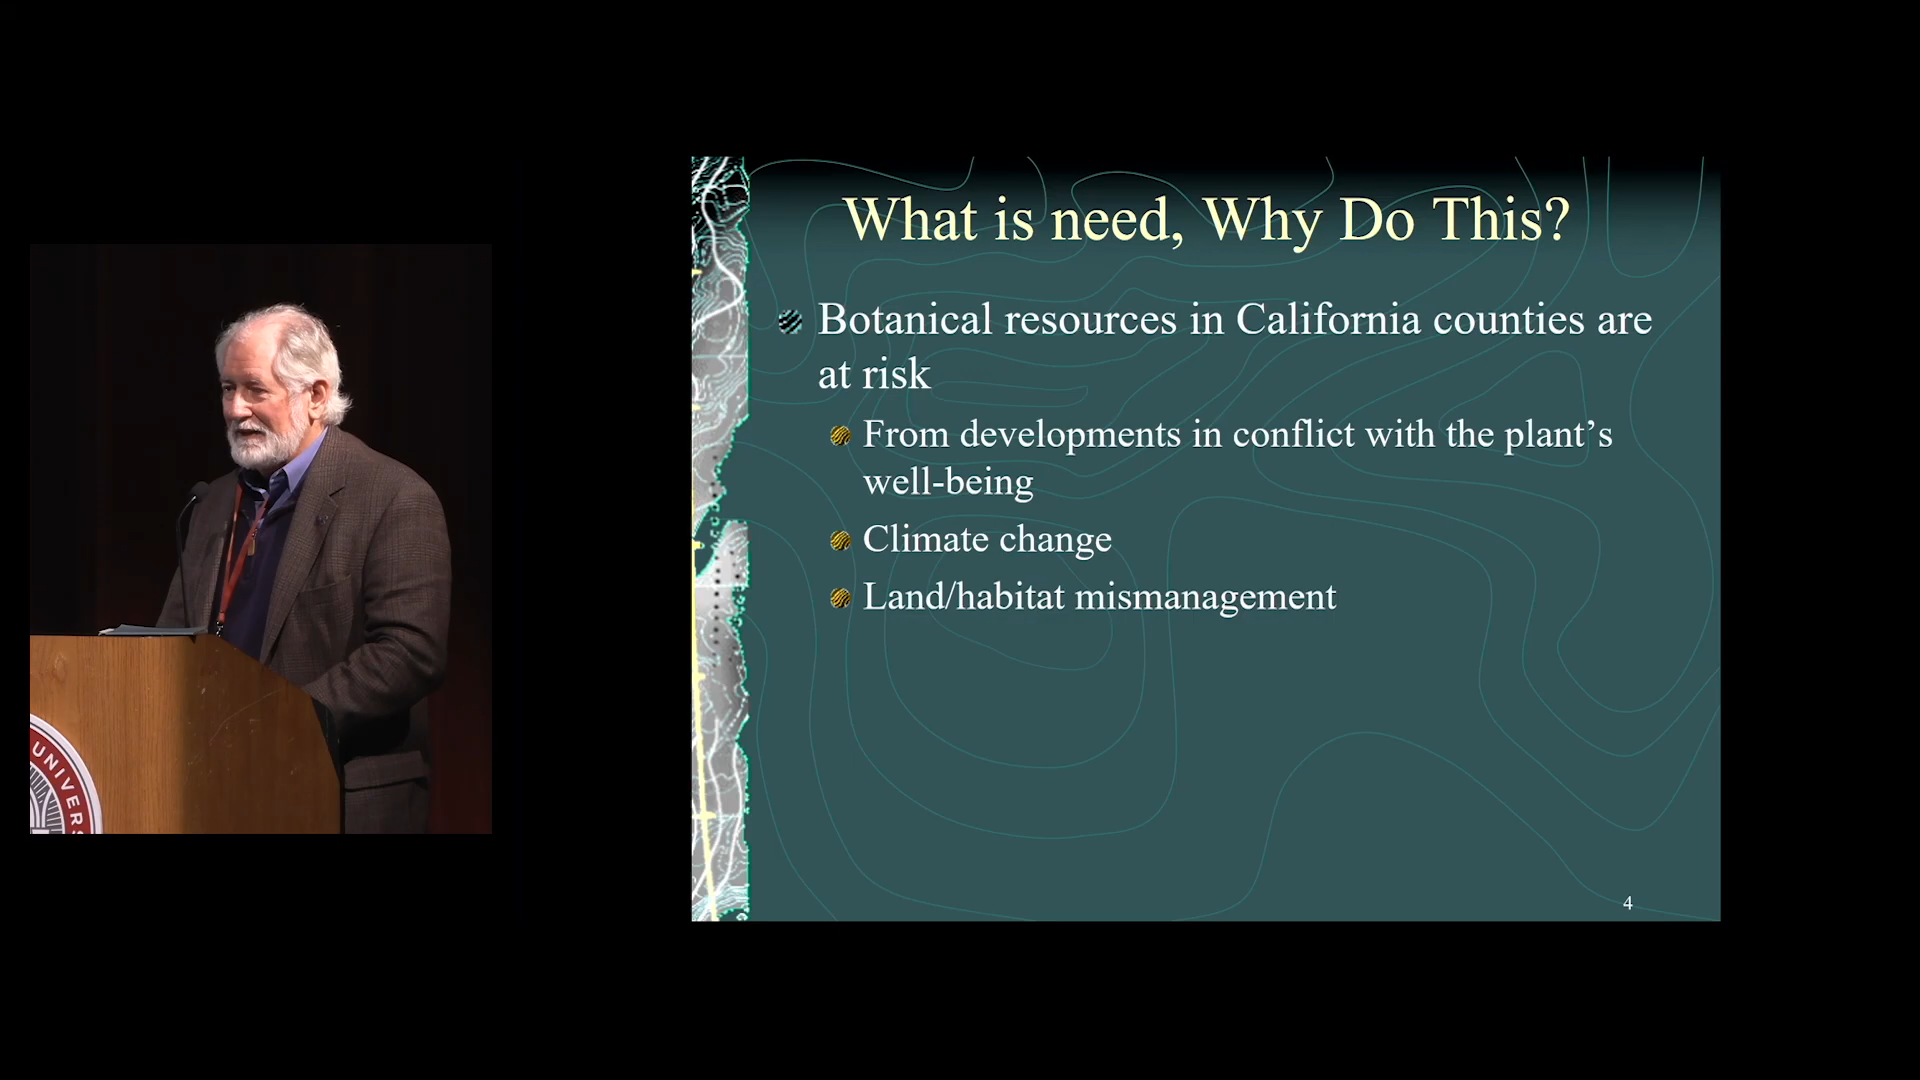 What is need, Why Do This?
Botanical resources in California counties are
at risk
From developments in conflict with the plant's
well-being
Climate change
Land/habitat mismanagement
4